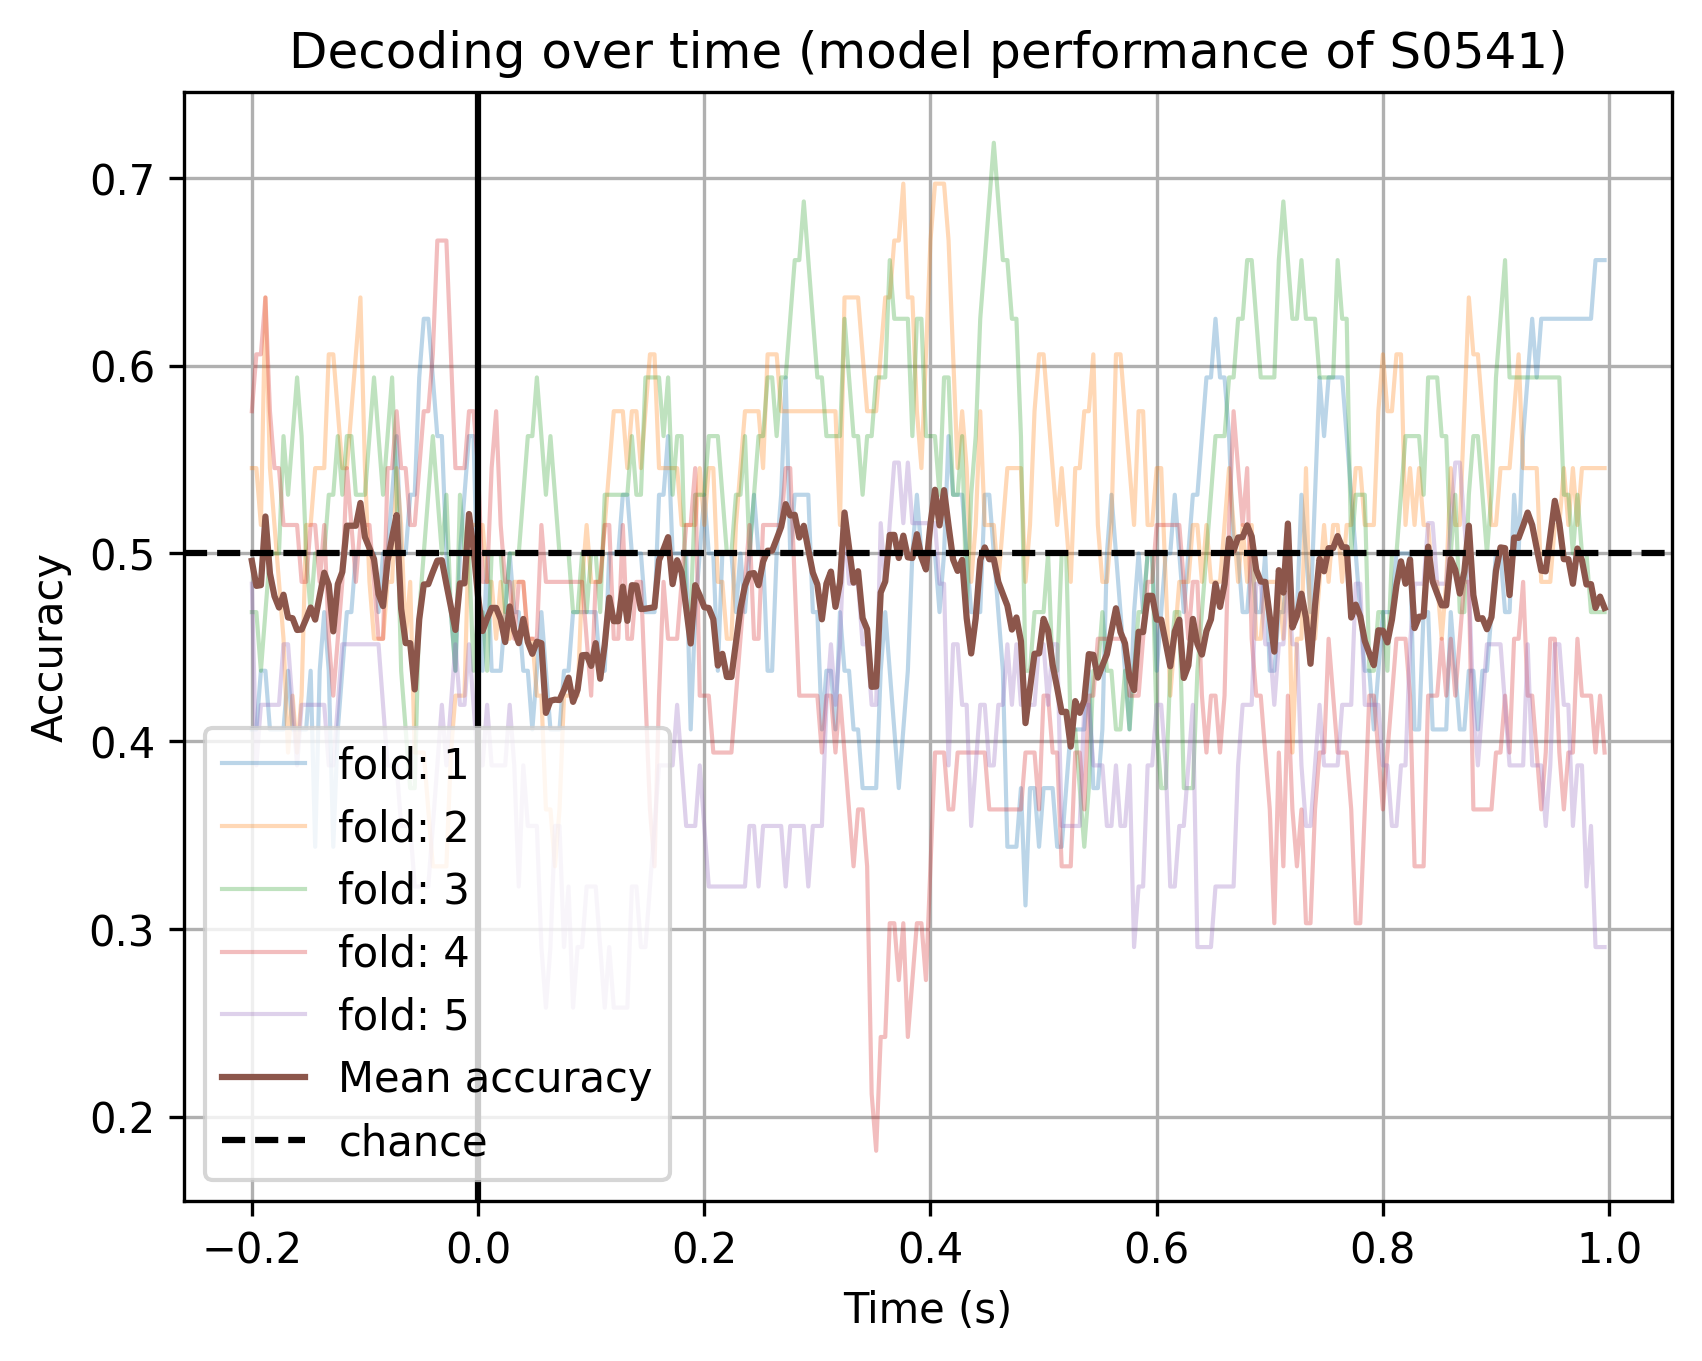 Decoding over time (model performance of S0541)
Accuracy
0.7
0.6
0.5
0.4
0.3
0.2
fold: 1
fold: 2
fold: 3
fold: 4
fold: 5
Mean accuracy
chance
−0.2 0.0 0.2 0.4 0.6 0.8 1.0
Time (s)